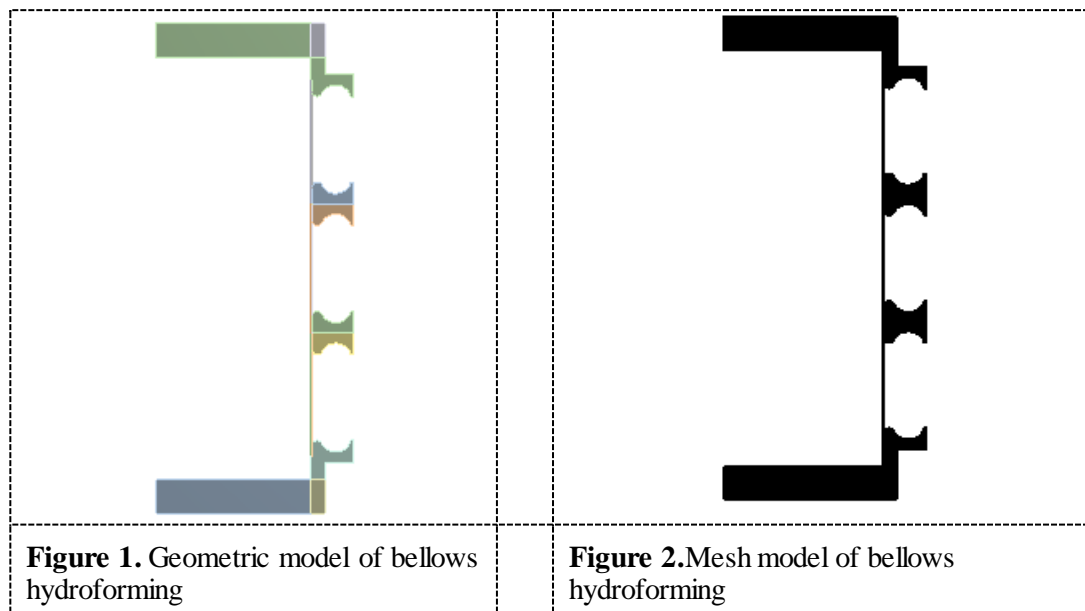 Figure 1. Geometric model of bellows
hydroforming
Figure 2.Mesh model of bellows
hydroforming